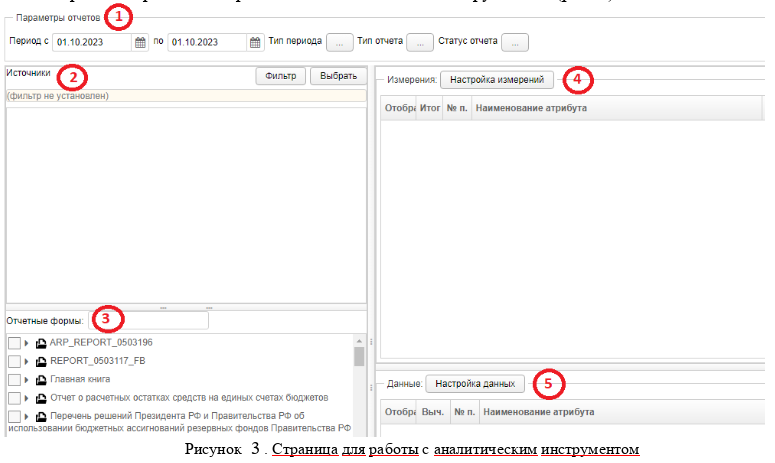 Параметры отчетов 1
Период с 01.10.2023 по 01.10.2023 Тип периода ... Тип отчета ... Статус отчета ...
Источники 2 Фильтр Выбрать
(фильтр не установлен)
Отчетные формы: 3
ARP_REPORT_0503196
REPORT_0503117_FB
Главная книга
Отчет о расчетных остатках средств на единых счетах бюджетов
Перечень решений Президента РФ и Правительства РФ об
использовании бюджетных ассигнований резервных фондов Правительства РФ
Измерения: Настройка измерений 4
Отобра Итог № п. Наименование атрибута
Данные: Настройка данных 5
Отобра Выч. № п. Наименование атрибута
Рисунок 3 . Страница для работы с аналитическим инструментом